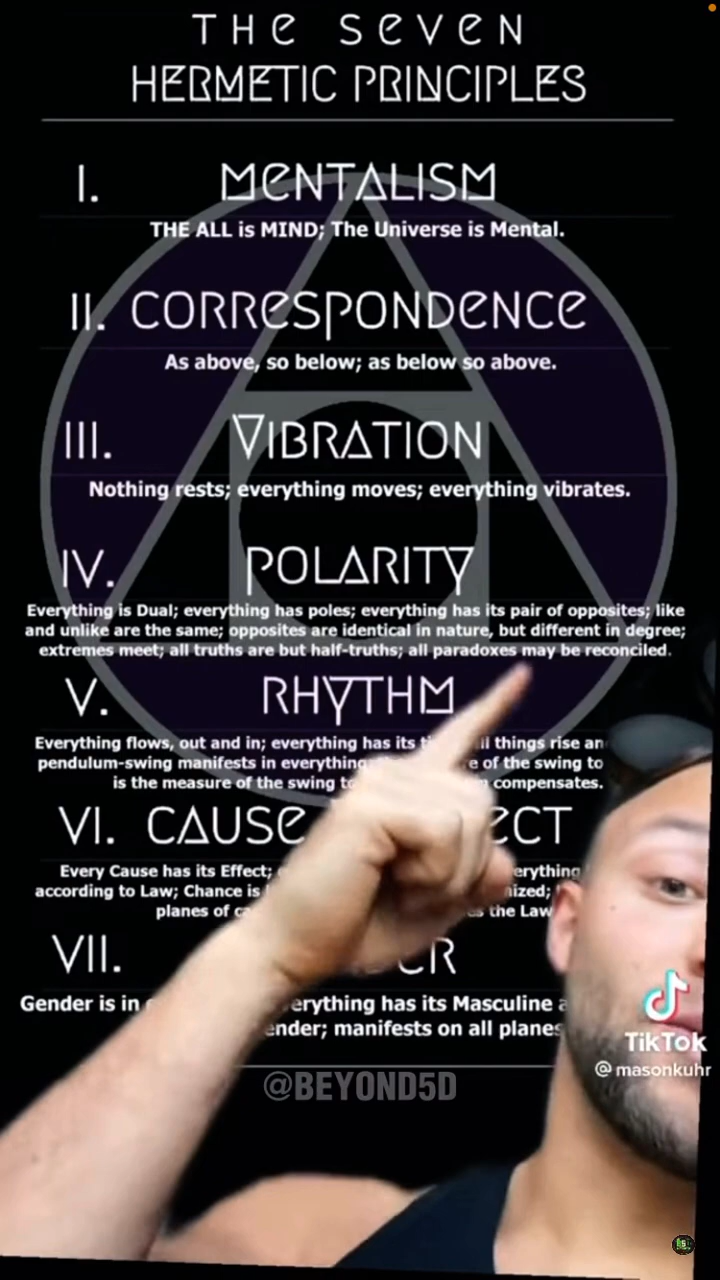 THE SEVEN
HERMETIC PRINCIPLES
I. MENTALISM
THE ALL is MIND; The Universe is Mental.
II. CORRESPONDENCE
As above, so below; as below so above.
III. VIBRATION
Nothing rests; everything moves; everything vibrates.
IV. POLARITY
Everything is Dual; everything has poles; everything has its pair of opposites; like
and unlike are the same; opposites are identical in nature, but different in degree;
extremes meet; all truths are but half-truths; all paradoxes may be reconciled.
V. RHYTHM
Everything flows, out and in; everything has its things rise
pendulum-swing manifests in everything of the swing to
is the measure of the swing compensates.
VI. CAUSE
Every Cause has its Effect;
according to Law; Chance is
planes of the Law
VII.
Gender is in everything has its Masculine
manifests on all planes
@BEYOND5D
TikTok
@masonkuhr